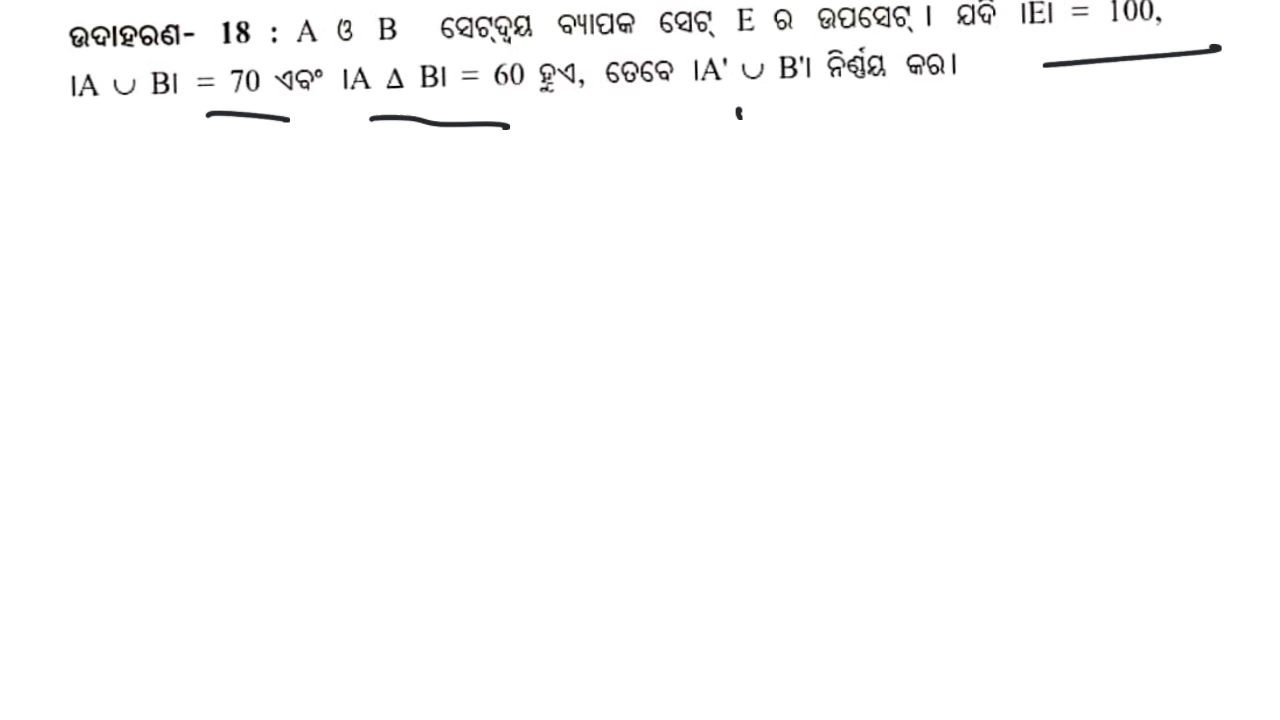 ଉଦାହରଣ- 18 : A ଓ B ସେଟ୍‌ଦ୍ୱୟ ବ୍ୟାପକ ସେଟ୍ E ର ଉପସେଟ୍ । ଯଦି |E| = 100,
|A ∪ B| = 70 ଏବଂ |A Δ B| = 60 ହୁଏ, ତେବେ |A' ∪ B'| ନିର୍ଣ୍ଣୟ କର।